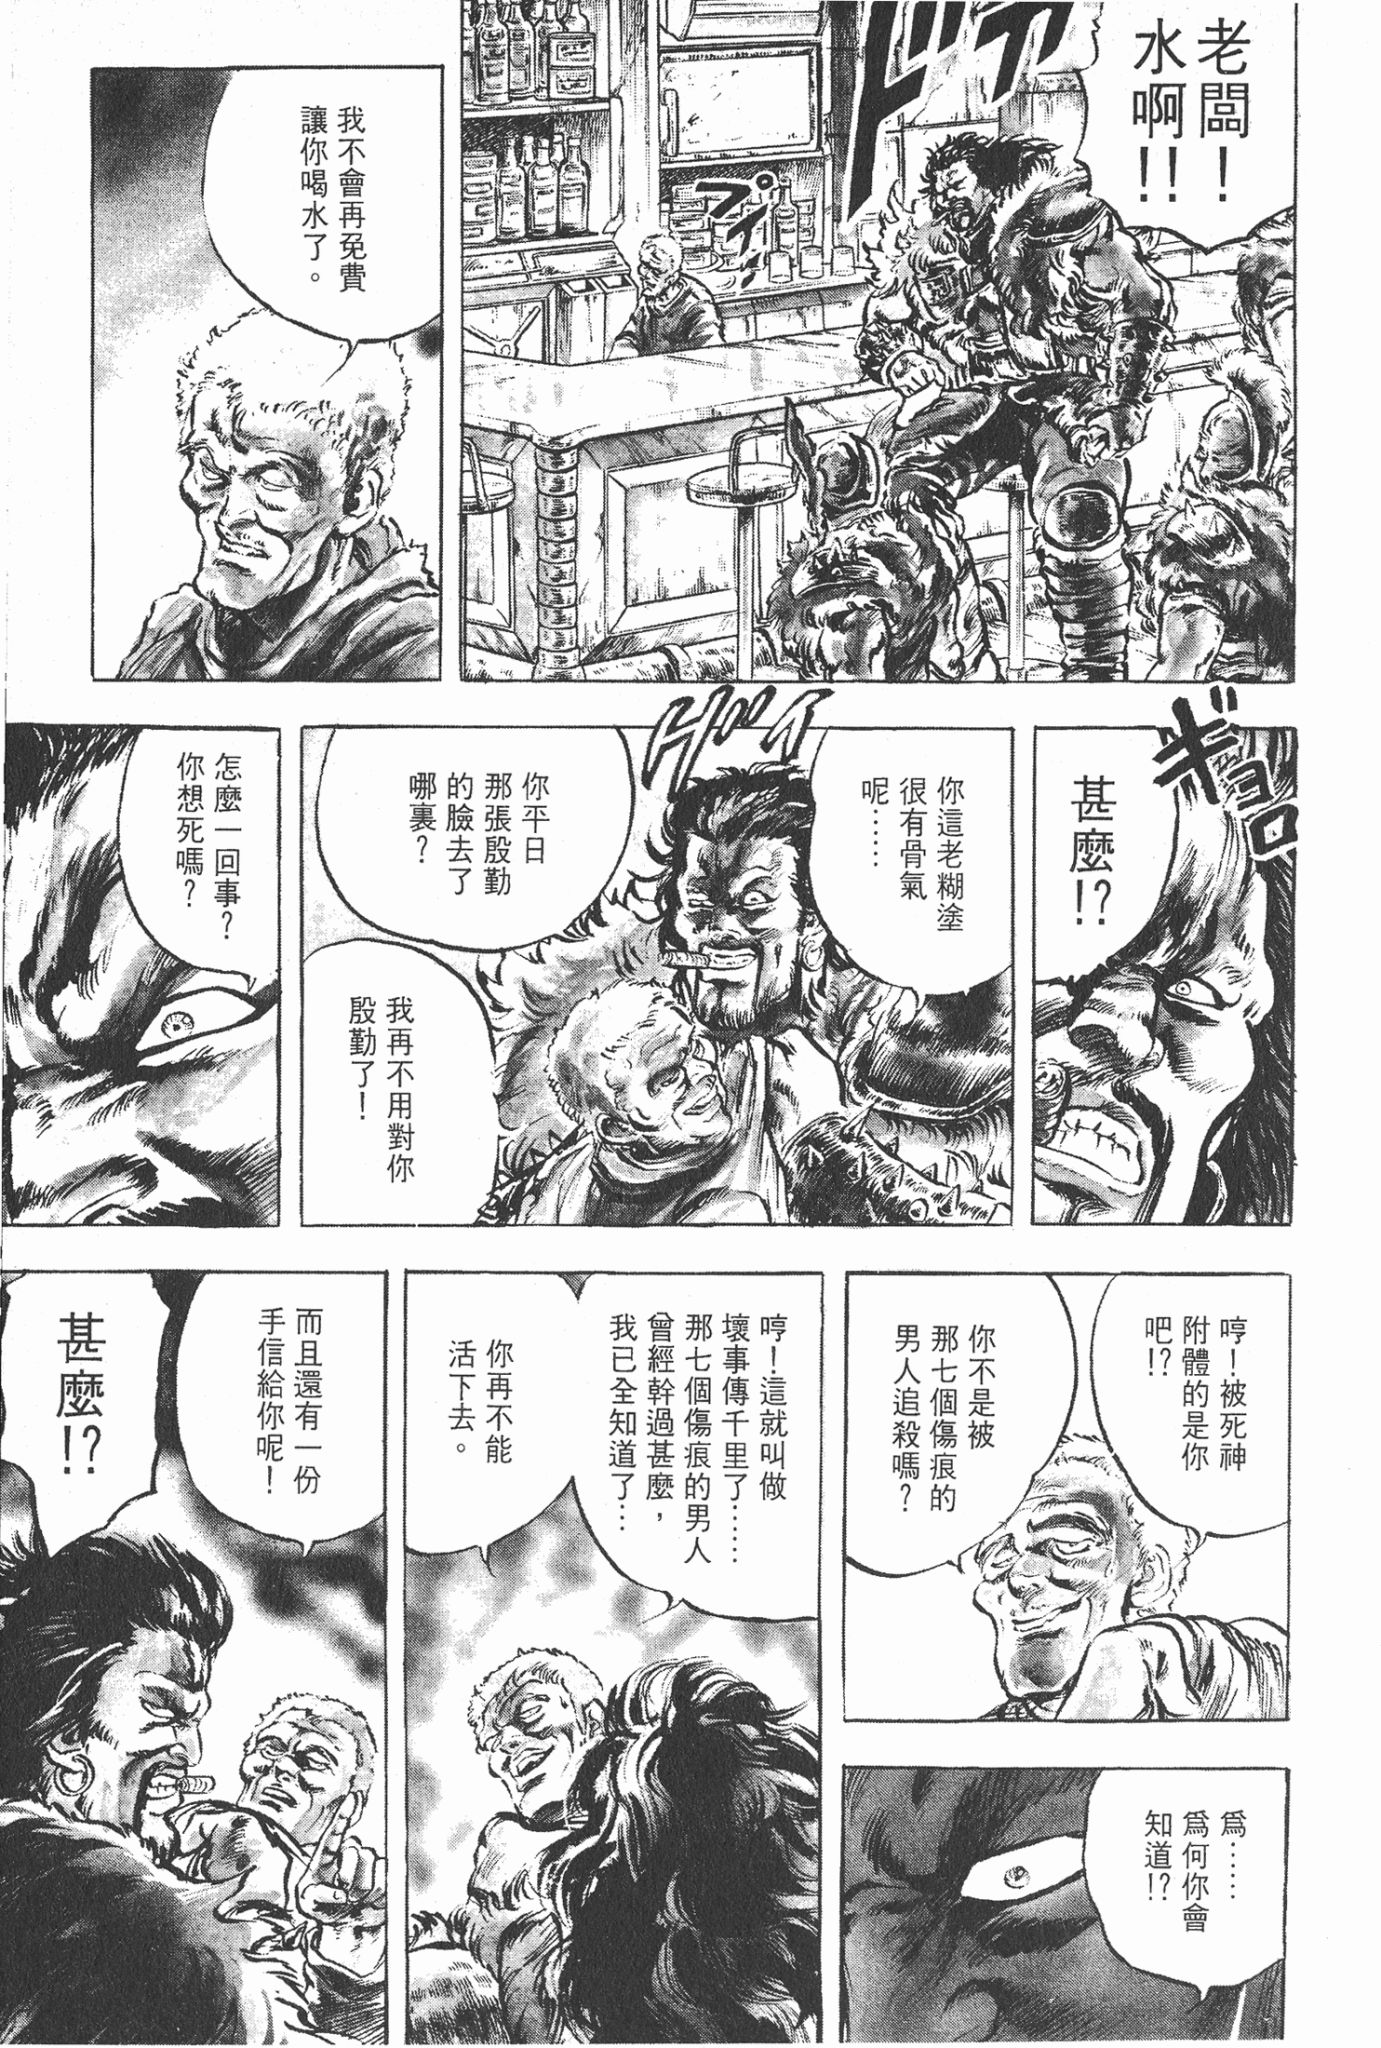 老闆！
水啊!!
ドドド
プイ
我不會再免費
讓你喝水了。
ギョロ
甚麼!?
你這老糊塗
很有骨氣
呢……
グッイ
你平日
那張殷勤
的臉去了
哪裏？
我再不用對你
殷勤了！
怎麼一回事？
你想死嗎？
哼！被死神
附體的是你
吧!?
你不是被
那七個傷痕的
男人追殺嗎？
爲……
爲何你會
知道!?
哼！這就叫做
壞事傳千里了……
那七個傷痕的男人
曾經幹過甚麼，
我已全知道了…
你再不能
活下去。
而且還有一份
手信給你呢！
甚麼!?